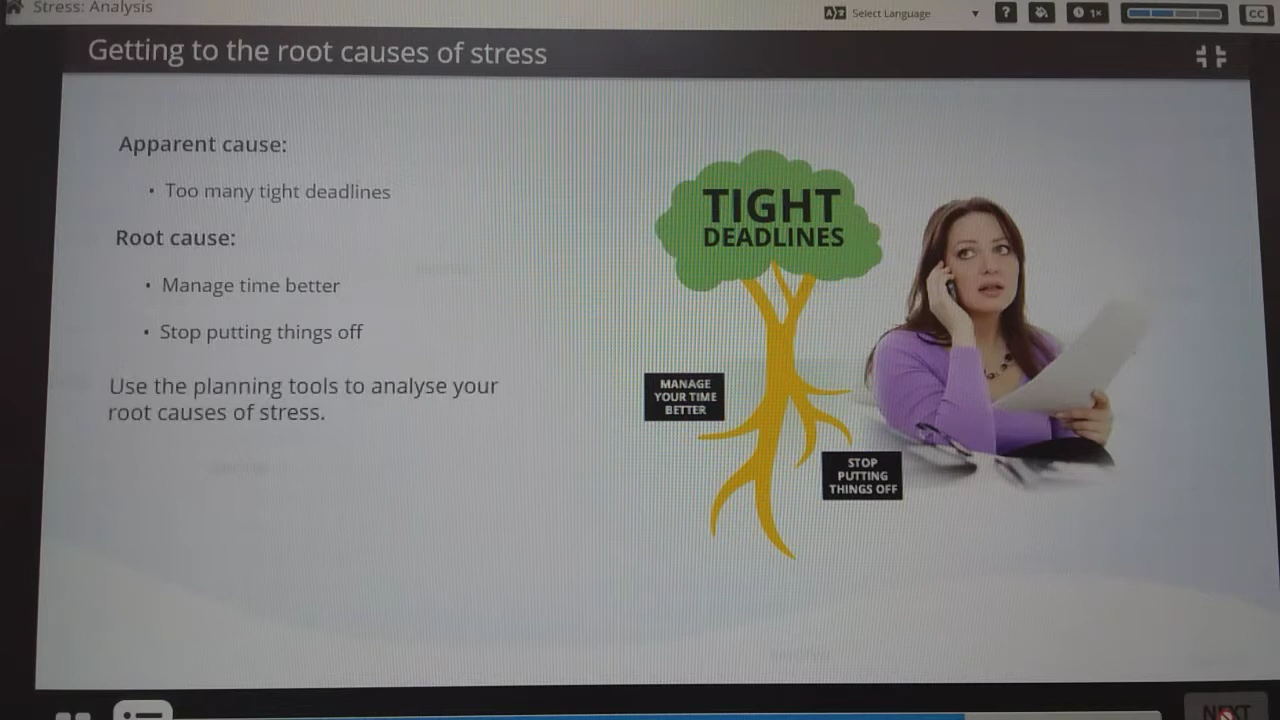 Stress: Analysis
Select Language
?
1×
CC
Getting to the root causes of stress
Apparent cause:
• Too many tight deadlines
Root cause:
• Manage time better
• Stop putting things off
Use the planning tools to analyse your
root causes of stress.
TIGHT
DEADLINES
MANAGE
YOUR TIME
BETTER
STOP
PUTTING
THINGS OFF
NEXT